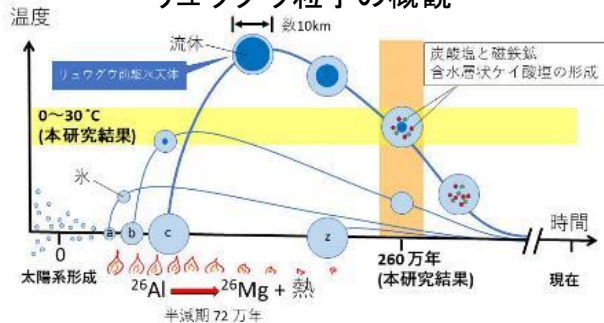 リュウグウ粒子の概観
温度
数10km
流体
リュウグウ前駆氷天体
炭酸塩と磁鉄鉱
含水層状ケイ酸塩の形成
0～30˚C
(本研究結果)
氷
a
b
c
z
時間
0
太陽系形成
260万年
(本研究結果)
現在
26Al 26Mg + 熱
半減期 72 万年